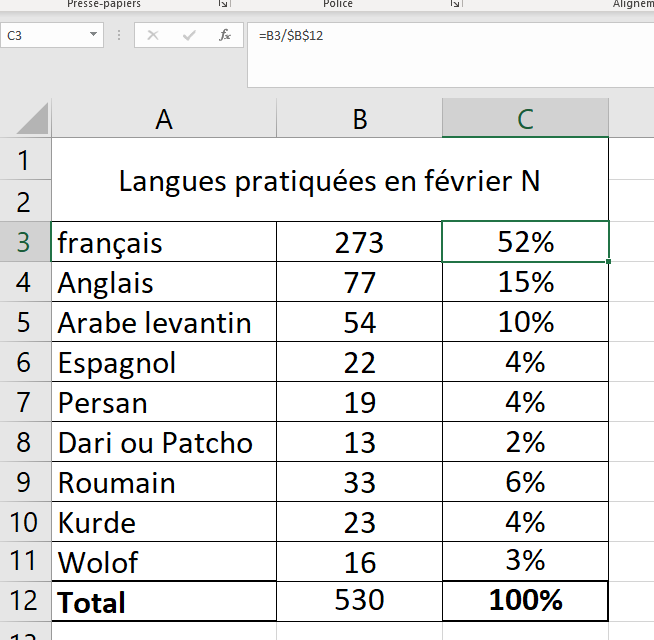 Presse-papiers Police Alignem
C3 fx =B3/$B$12
A B C
1
Langues pratiquées en février N
2
3 français 273 52%
4 Anglais 77 15%
5 Arabe levantin 54 10%
6 Espagnol 22 4%
7 Persan 19 4%
8 Dari ou Patcho 13 2%
9 Roumain 33 6%
10 Kurde 23 4%
11 Wolof 16 3%
12 Total 530 100%
13